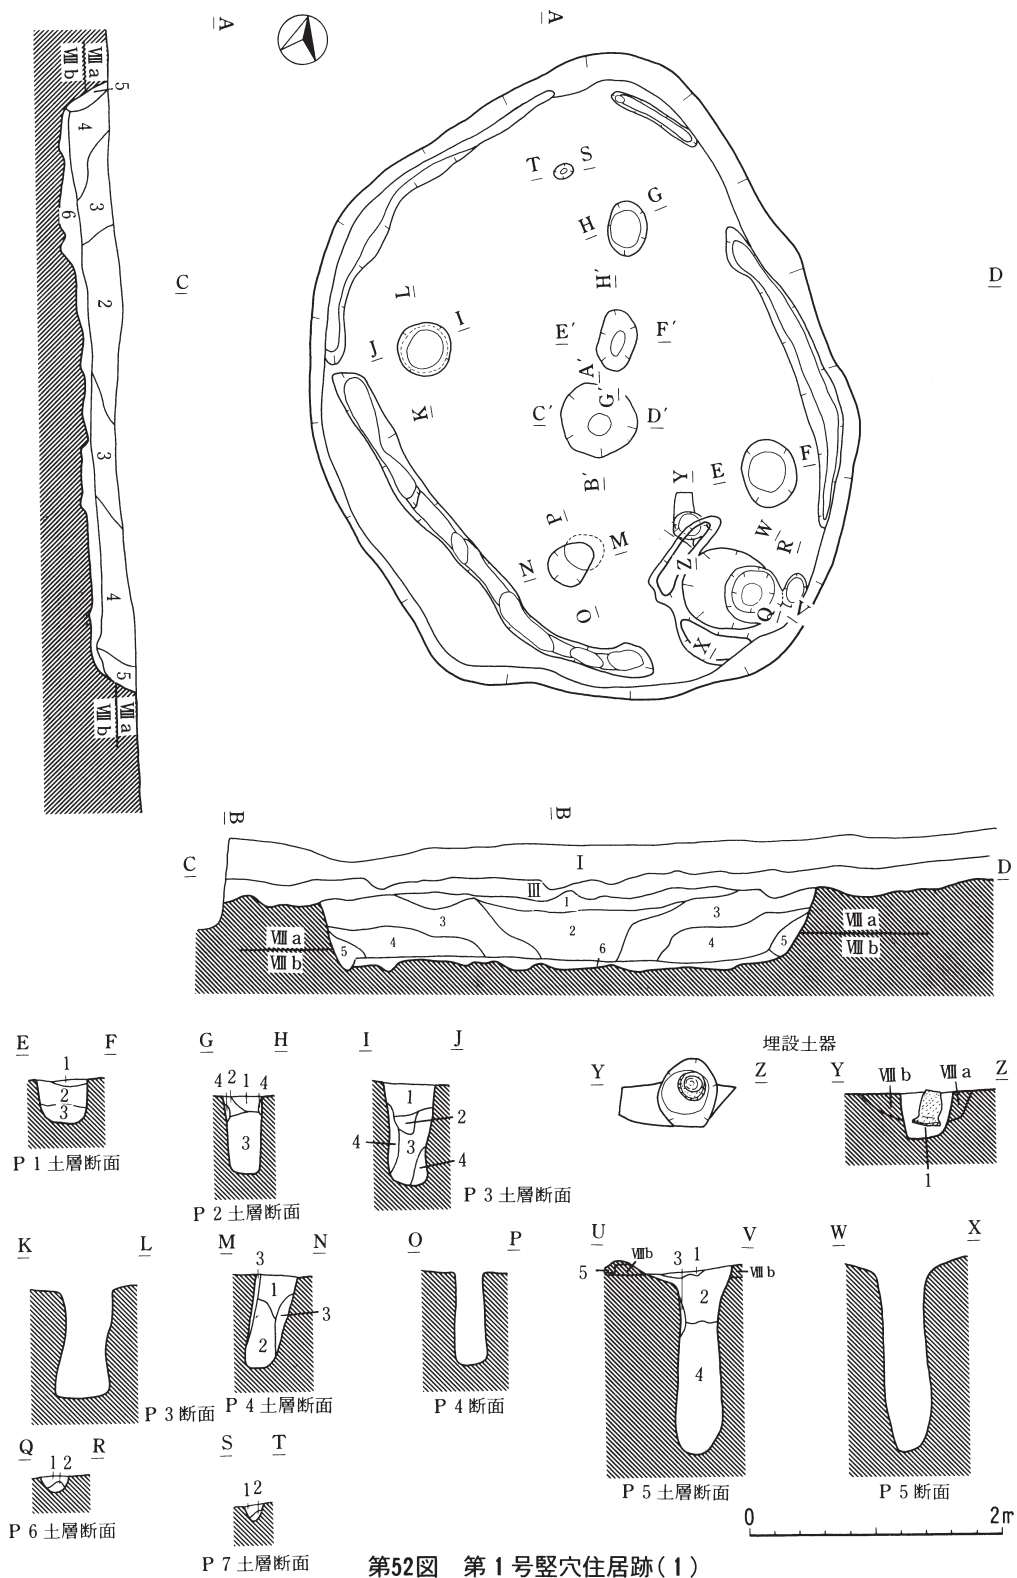 A A
Ⅷb Ⅷa
5
4
3
6
2
3
4
5
Ⅷb Ⅷa
B B
T S
G
H
C D
H′
L
I
J
K
E′ F′
A′
G′
C′ D′
B′
E F
Y
P
M
N
O
W
R
Z
Q
V
X
C D
Ⅰ
Ⅲ
1
3 2 3
4 6 4
5 5
Ⅷa Ⅷa
Ⅷb Ⅷb
E F
1
2
3
P1土層断面
G H
4 2 1 4
3
P2土層断面
I J
1
2
4 3
4
P3土層断面
埋設土器
Y Z
Y Z
Ⅷb Ⅷa
1
K L
P3断面
M N
3
1
3
2
P4土層断面
O P
P4断面
U V
5 Ⅷb 3 1 Ⅷb
2
4
P5土層断面
W X
P5断面
Q R
1 2
P6土層断面
S T
1 2
P7土層断面
0 2m
第52図 第1号竪穴住居跡(1)